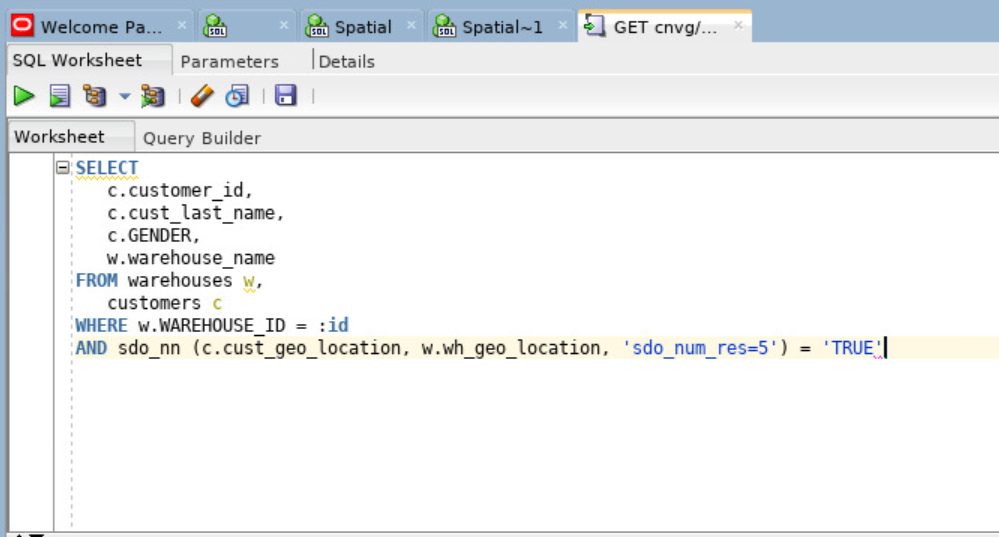 Welcome Pa...
Spatial
Spatial~1
GET cnvg/...
SQL Worksheet
Parameters
Details
Worksheet
Query Builder
SELECT
c.customer_id,
c.cust_last_name,
c.GENDER,
w.warehouse_name
FROM warehouses w,
customers c
WHERE w.WAREHOUSE_ID = :id
AND sdo_nn (c.cust_geo_location, w.wh_geo_location, 'sdo_num_res=5') = 'TRUE'